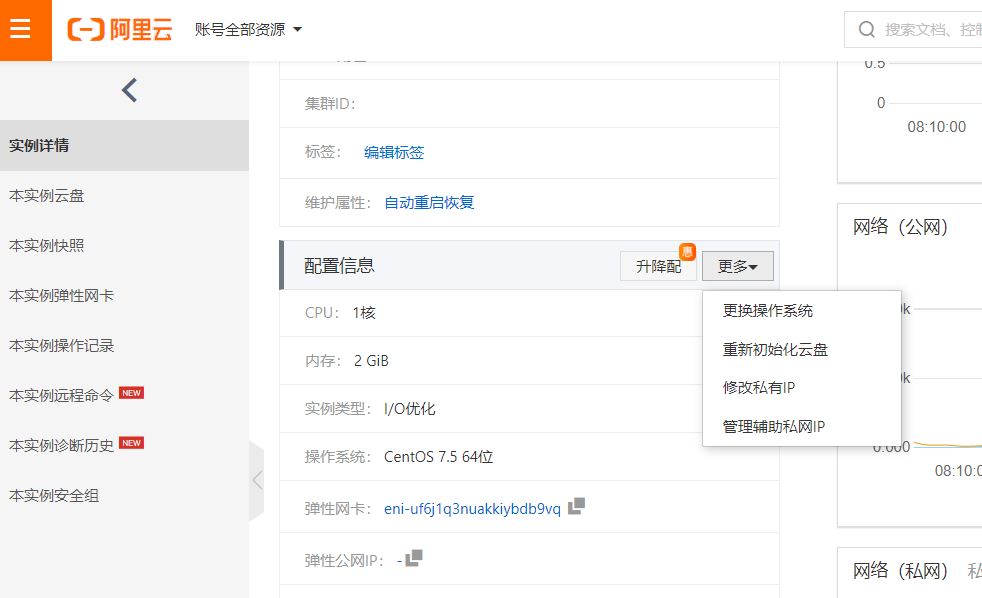 阿里云
账号全部资源
搜索文档、控制
实例详情
本实例云盘
本实例快照
本实例弹性网卡
本实例操作记录
本实例远程命令 NEW
本实例诊断历史 NEW
本实例安全组
集群ID：
标签： 编辑标签
维护属性： 自动重启恢复
配置信息
升降配 惠
更多
CPU： 1核
内存： 2 GiB
实例类型： I/O优化
操作系统： CentOS 7.5 64位
弹性网卡： eni-uf6j1q3nuakkiybdb9vq
弹性公网IP： -
更换操作系统
重新初始化云盘
修改私有IP
管理辅助私网IP
0.5
0
08:10:00
网络（公网）
0k
0k
0.000
08:10:0
网络（私网） 私